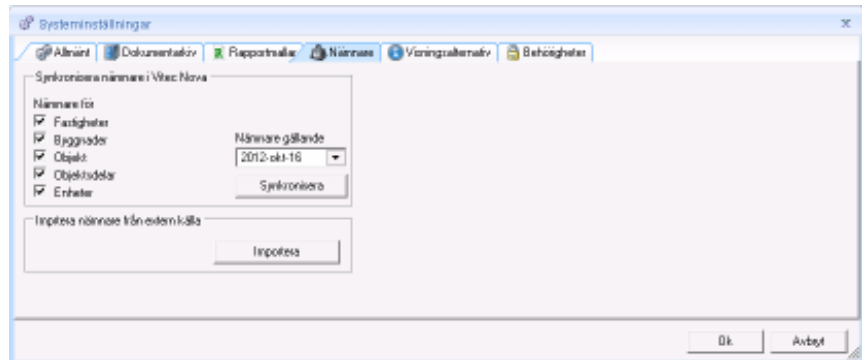 Systeminställningar
Allmänt Dokumentarkiv Rapportmallar Nämnare Visningsalternativ Behörigheter
Synkronisera nämnare i Vitec Nova
Nämnare för
Fastigheter
Byggnader
Objekt
Objektsdelar
Enheter
Nämnare gällande
2012-okt-16
Synkronisera
Importera nämnare från extern källa
Importera
Ok Avbryt